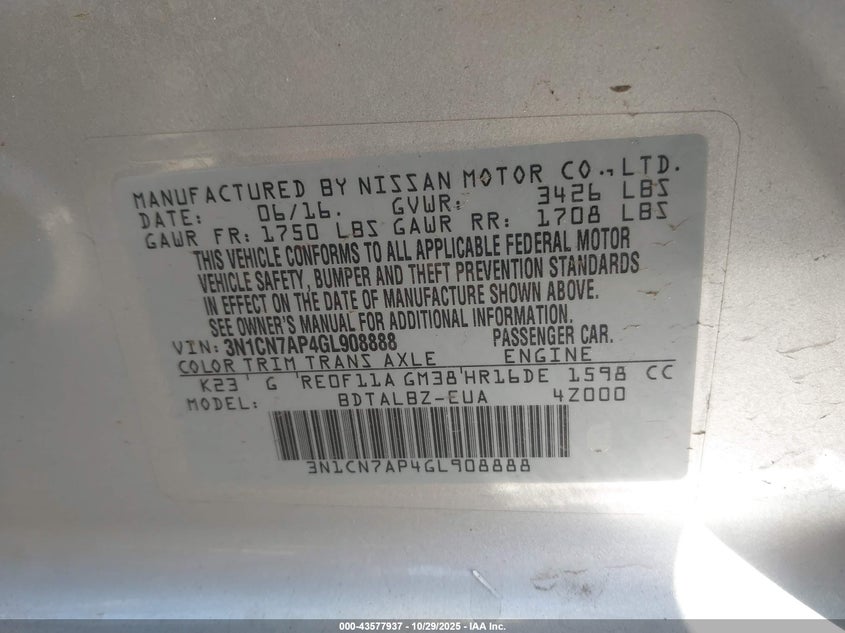 MANUFACTURED BY NISSAN MOTOR CO., LTD.
DATE: 06/16. GVWR: 3426 LBS
GAWR FR: 1750 LBS GAWR RR: 1708 LBS
THIS VEHICLE CONFORMS TO ALL APPLICABLE FEDERAL MOTOR
VEHICLE SAFETY, BUMPER AND THEFT PREVENTION STANDARDS
IN EFFECT ON THE DATE OF MANUFACTURE SHOWN ABOVE.
SEE OWNER'S MANUAL FOR ADDITIONAL INFORMATION.
VIN: 3N1CN7AP4GL908888 PASSENGER CAR.
COLOR TRIM TRANS AXLE ENGINE
K23 G RE0F11A GM38 HR16DE 1598 CC
MODEL: BDTALBZ-EUA 4Z000
3N1CN7AP4GL908888
000-43577937 - 10/29/2025 - IAA Inc.